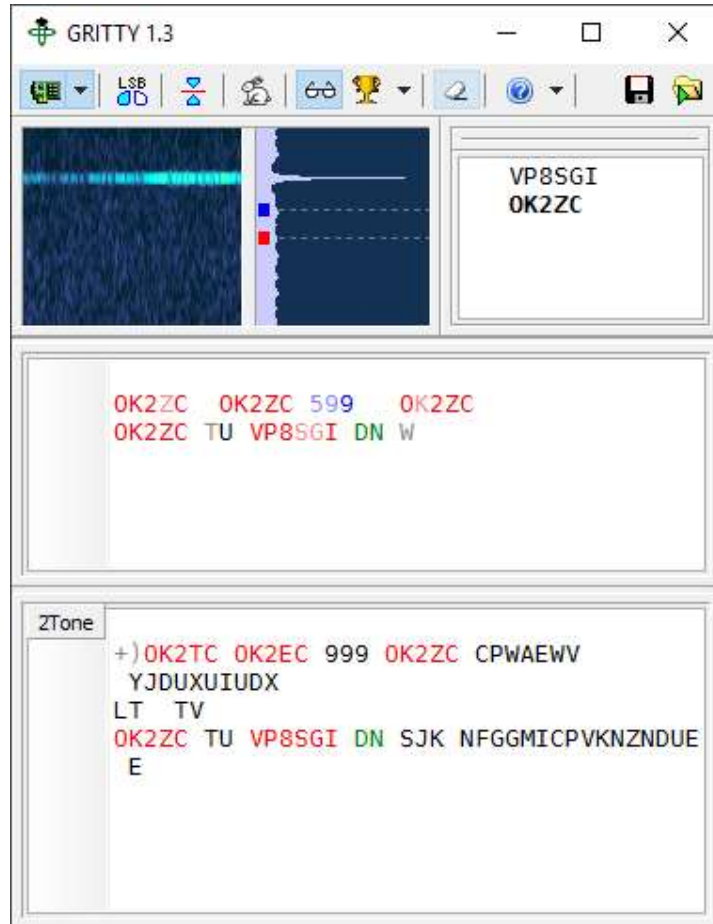 GRITTY 1.3
LSB
VP8SGI
OK2ZC
OK2ZC OK2ZC 599 OK2ZC
OK2ZC TU VP8SGI DN W
2Tone
+)OK2TC OK2EC 999 OK2ZC CPWAEWV
YJDUXUIUDX
LT TV
OK2ZC TU VP8SGI DN SJK NFGGMICPVKNZNDUE
E